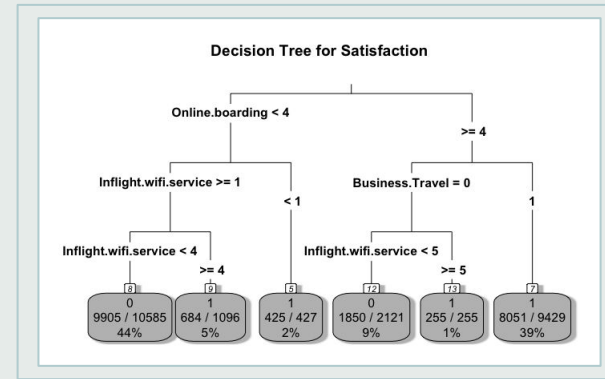 Decision Tree for Satisfaction
Online.boarding < 4
>= 4
Inflight.wifi.service >= 1
< 1
Business.Travel = 0
1
Inflight.wifi.service < 4
>= 4
Inflight.wifi.service < 5
>= 5
8
0
9905 / 10585
44%
9
1
684 / 1096
5%
5
1
425 / 427
2%
12
0
1850 / 2121
9%
13
1
255 / 255
1%
7
1
8051 / 9429
39%